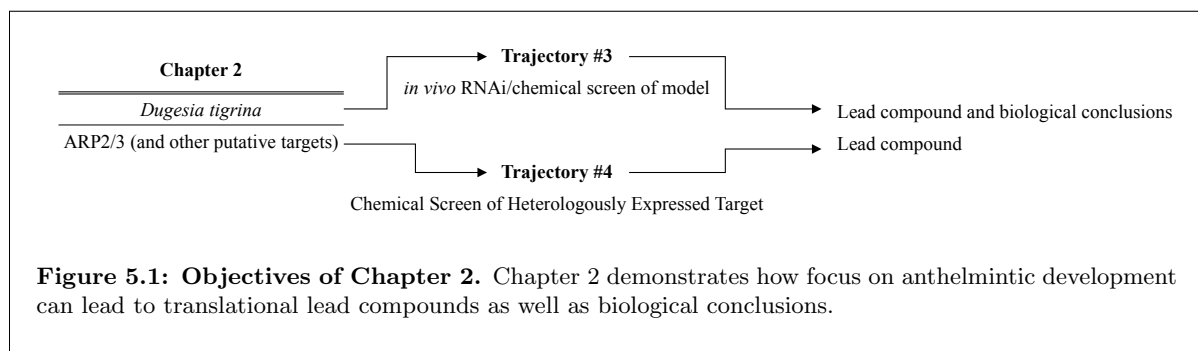 Chapter 2
Dugesia tigrina
ARP2/3 (and other putative targets)
Trajectory #3
in vivo RNAi/chemical screen of model
Trajectory #4
Chemical Screen of Heterologously Expressed Target
Lead compound and biological conclusions
Lead compound
Figure 5.1: Objectives of Chapter 2. Chapter 2 demonstrates how focus on anthelmintic development
can lead to translational lead compounds as well as biological conclusions.